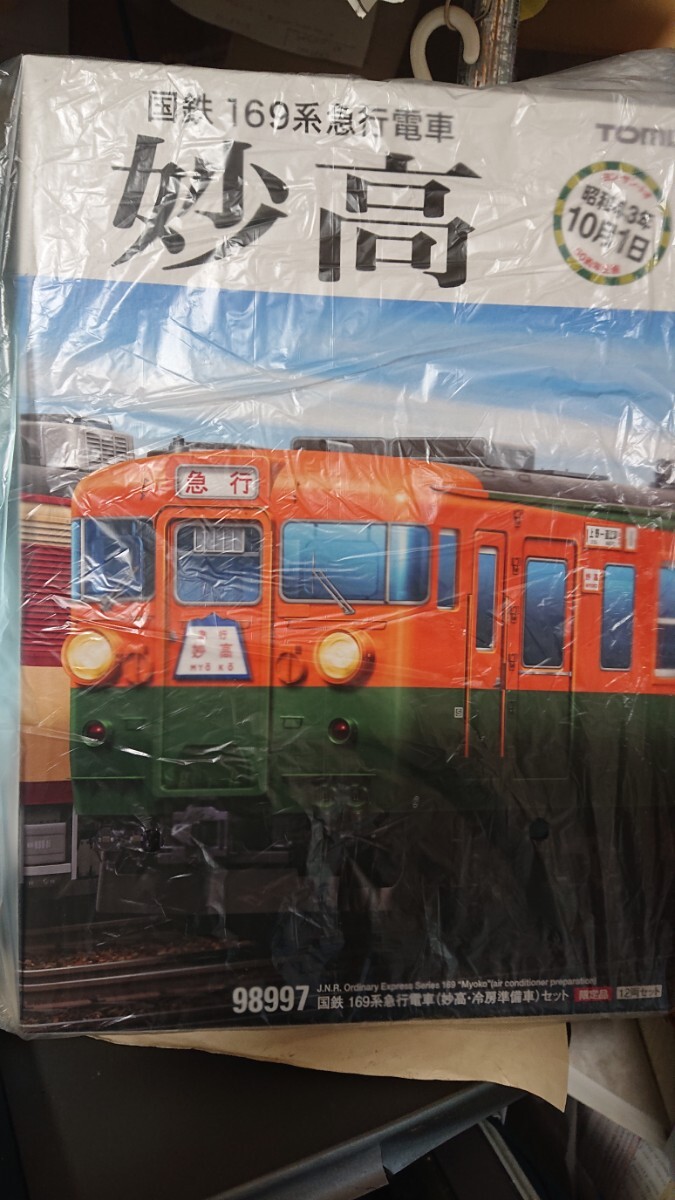 国鉄 169系急行電車
妙高
TOMI
昭和43年
10月1日
急行
急行
妙高
MYŌKŌ
98997
J.N.R. Ordinary Express Series 169 "Myoko"(air conditioner preparation)
国鉄 169系急行電車(妙高・冷房準備車)セット 限定品 12両セット